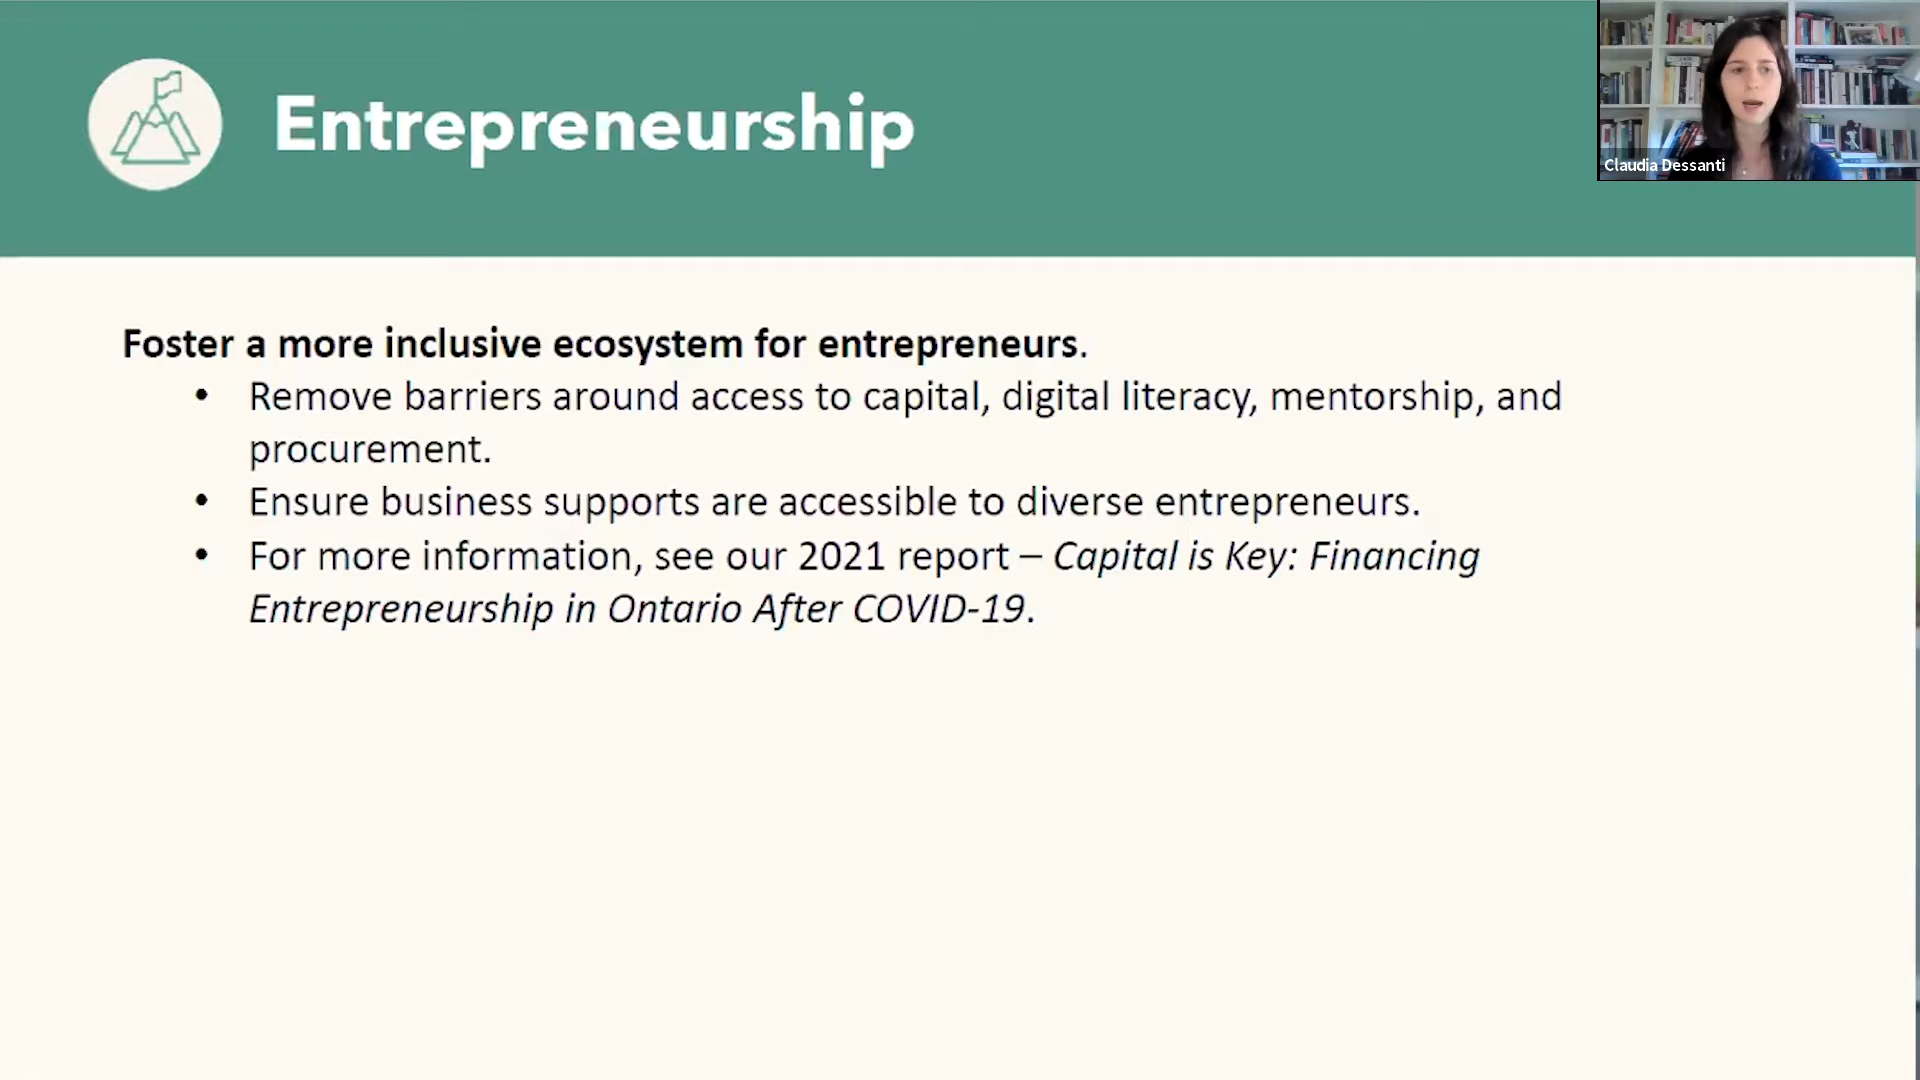 Entrepreneurship
Claudia Dessanti
Foster a more inclusive ecosystem for entrepreneurs.
• Remove barriers around access to capital, digital literacy, mentorship, and
procurement.
• Ensure business supports are accessible to diverse entrepreneurs.
• For more information, see our 2021 report – Capital is Key: Financing
Entrepreneurship in Ontario After COVID-19.